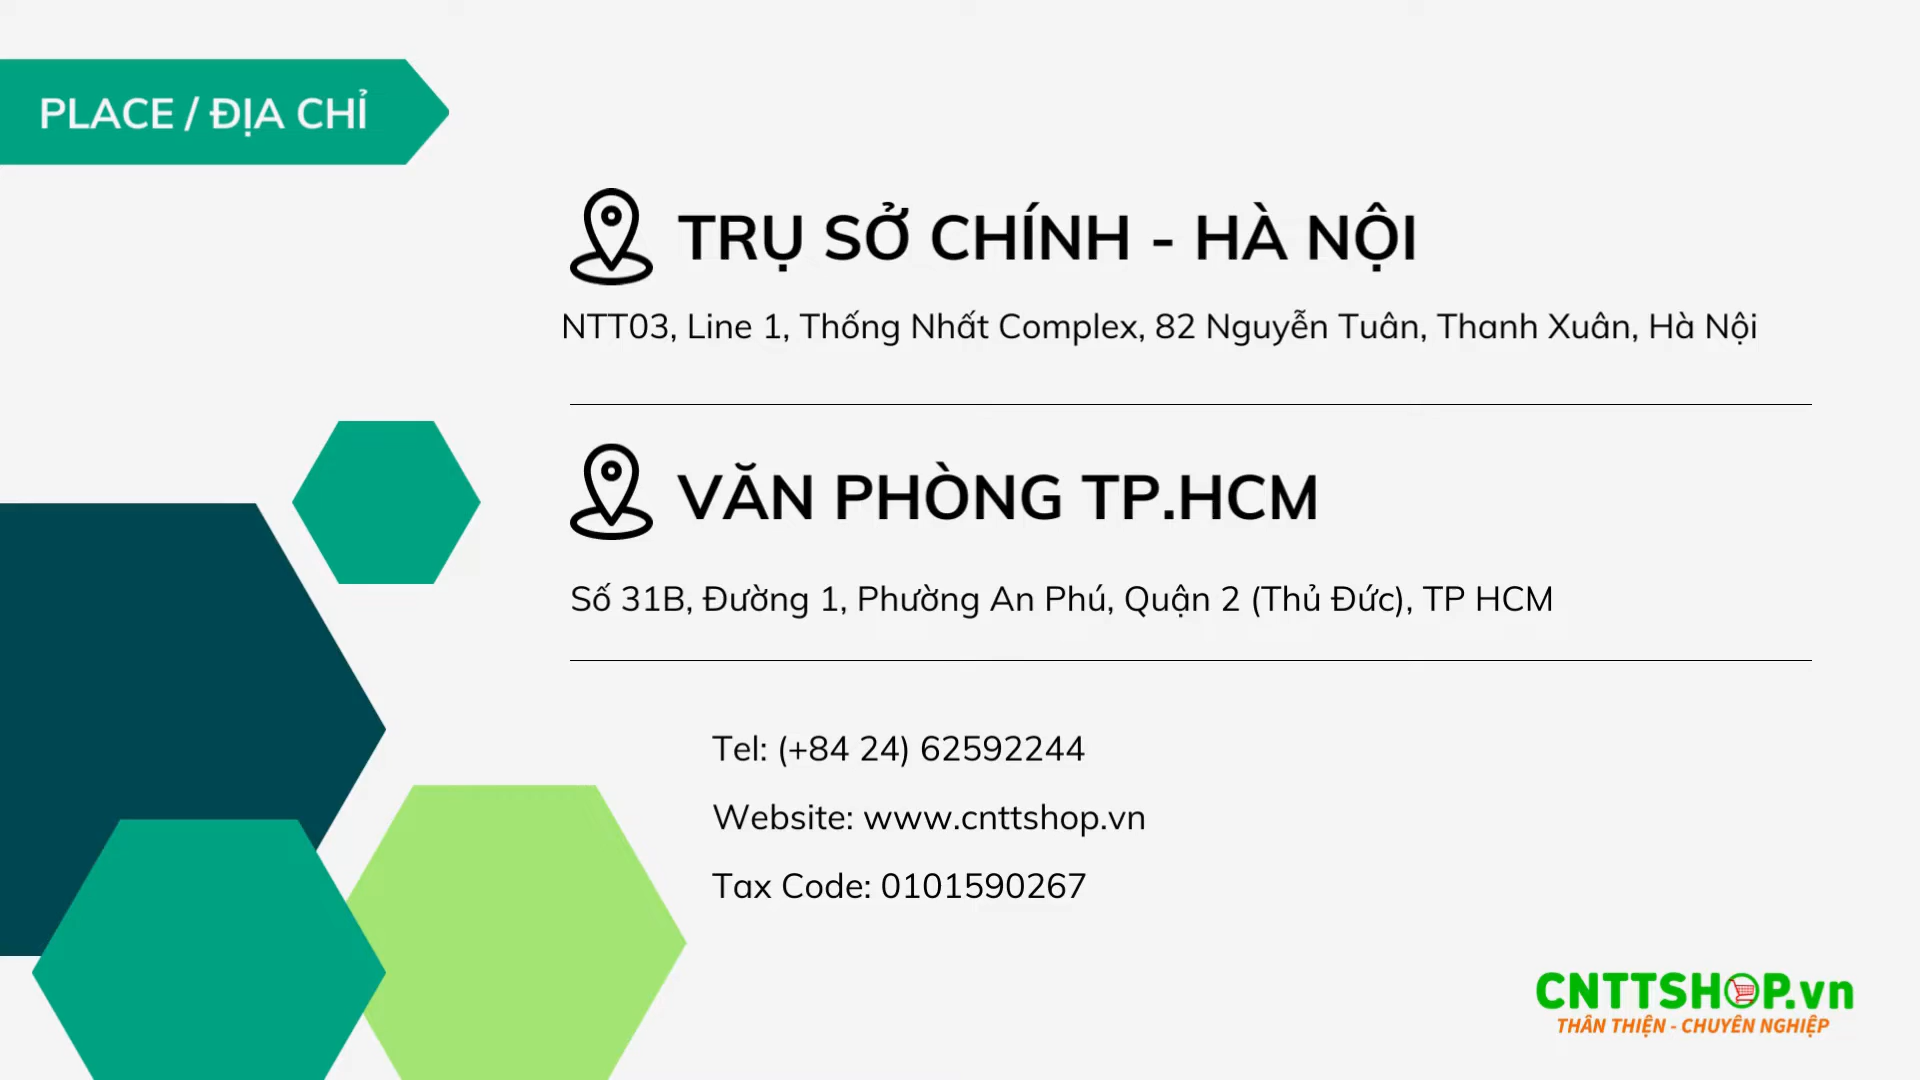 PLACE / ĐỊA CHỈ
TRỤ SỞ CHÍNH - HÀ NỘI
NTT03, Line 1, Thống Nhất Complex, 82 Nguyễn Tuân, Thanh Xuân, Hà Nội
VĂN PHÒNG TP.HCM
Số 31B, Đường 1, Phường An Phú, Quận 2 (Thủ Đức), TP HCM
Tel: (+84 24) 62592244
Website: www.cnttshop.vn
Tax Code: 0101590267
CNTTSHOP.vn
THÂN THIỆN - CHUYÊN NGHIỆP